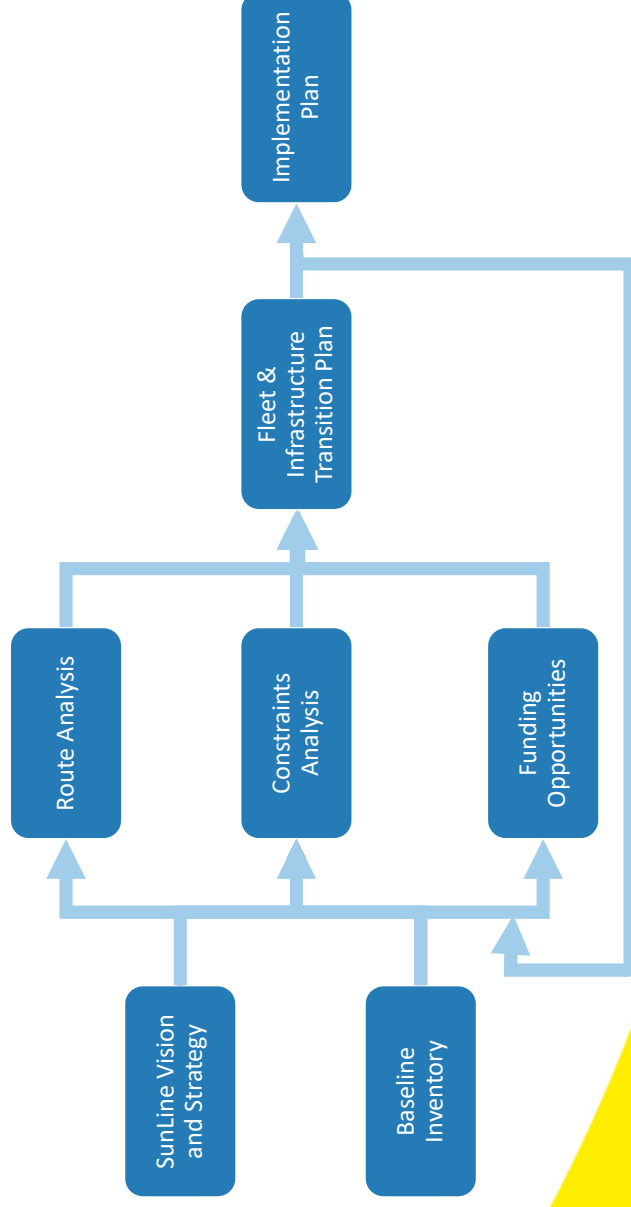 SunLine Vision
and Strategy
Baseline
Inventory
Route Analysis
Constraints
Analysis
Funding
Opportunities
Fleet &
Infrastructure
Transition Plan
Implementation
Plan